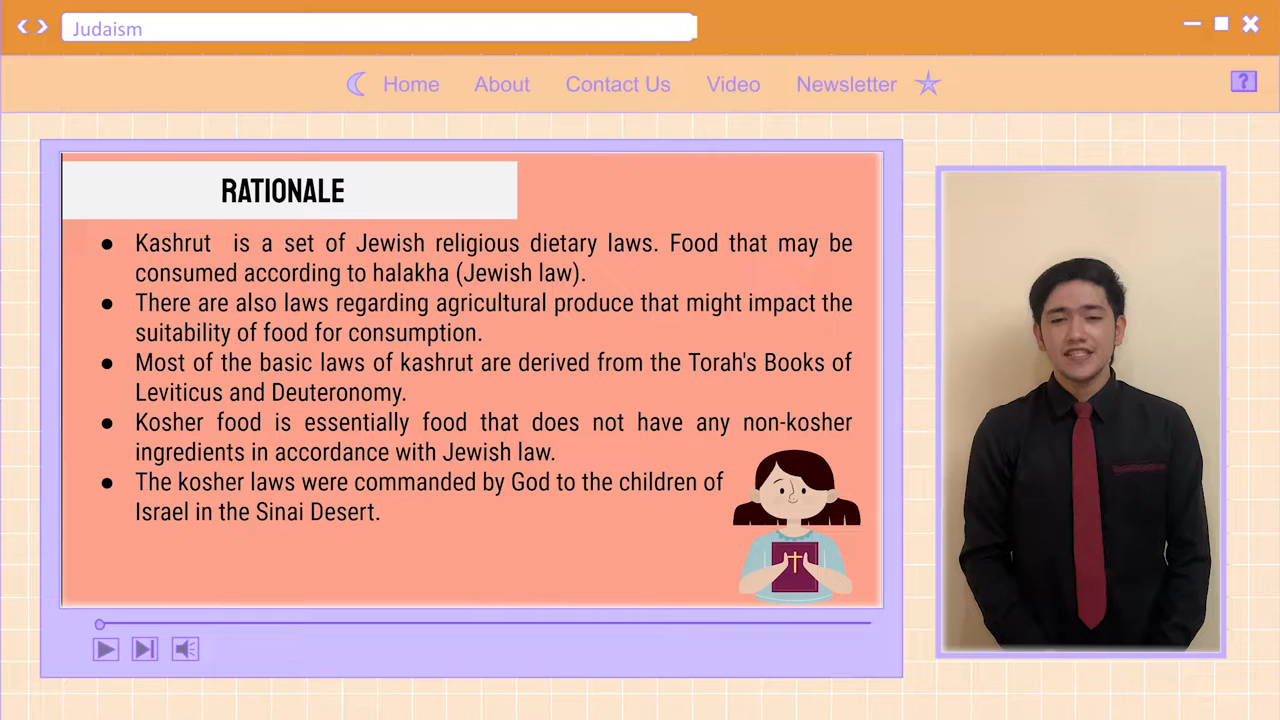 Judaism
Home About Contact Us Video Newsletter
?
RATIONALE
● Kashrut is a set of Jewish religious dietary laws. Food that may be
consumed according to halakha (Jewish law).
● There are also laws regarding agricultural produce that might impact the
suitability of food for consumption.
● Most of the basic laws of kashrut are derived from the Torah's Books of
Leviticus and Deuteronomy.
● Kosher food is essentially food that does not have any non-kosher
ingredients in accordance with Jewish law.
● The kosher laws were commanded by God to the children of
Israel in the Sinai Desert.